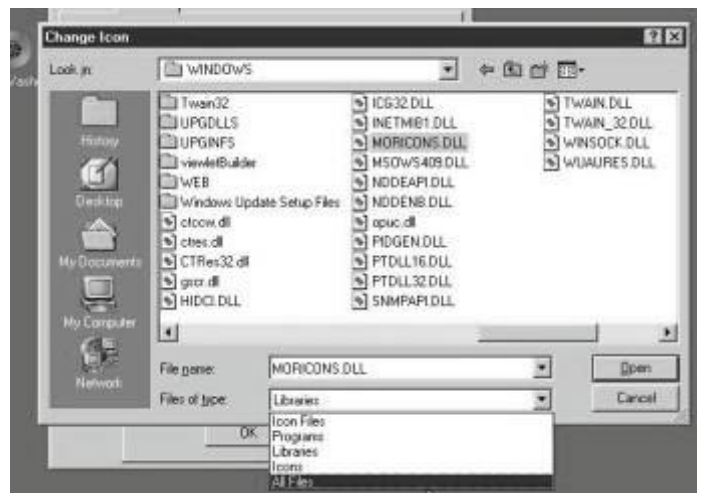 Change Icon
Look in:
WINDOWS
History
Desktop
My Documents
My Computer
Network
Twain32
UPGDLLS
UPGINFS
viewletBuilder
WEB
Windows Update Setup Files
ctccw.dll
ctres.dll
CTRes32.dll
HIDCI.DLL
ICG32.DLL
INETMIB1.DLL
MORICONS.DLL
MSOWS409.DLL
NDDEAPI.DLL
NDDENB.DLL
opuc.dll
PIDGEN.DLL
PTDLL16.DLL
PTDLL32.DLL
SNMPAPI.DLL
TWAIN.DLL
TWAIN_32.DLL
WINSOCK.DLL
WUAURES.DLL
File name:
MORICONS.DLL
Open
Files of type:
Libraries
Cancel
OK
Icon Files
Programs
Libraries
Icons
All Files